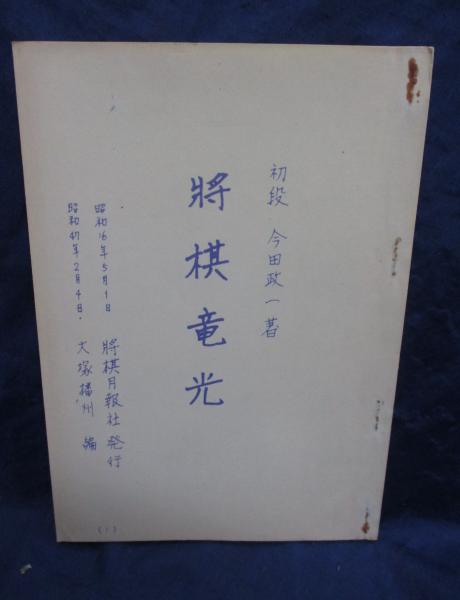 初段 今田政一著
將棋竜光
昭和16年5月1日 將棋月報社発行
昭和47年2月4日. 大塚播州 編
(1)